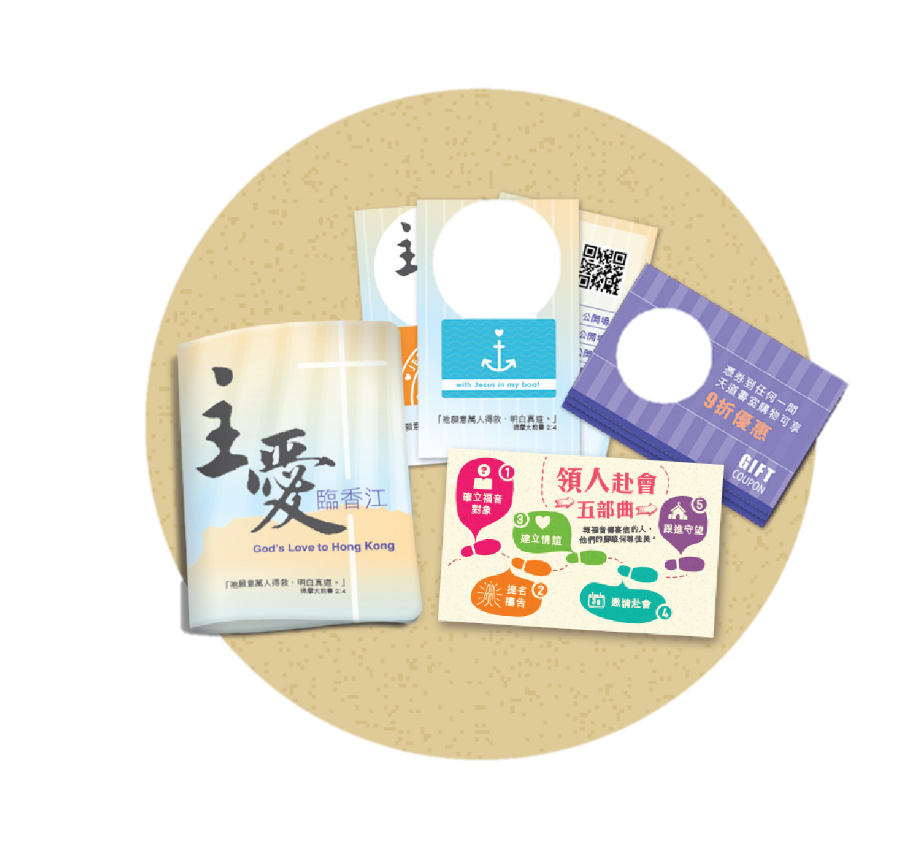 主愛
臨香江
God's Love to Hong Kong
「祂願意萬人得救，明白真道。」
提摩太前書 2:4
主
with Jesus in my boat
「祂願意萬人得救，明白真道。」
提摩太前書 2:4
公開
公開
憑券到任何一間
天道書室購物可享
9折優惠
GIFT
COUPON
領人赴會
五部曲
報福音傳喜信的人，
他們的腳蹤何等佳美。
1
確立福音
對象
2
提名
禱告
3
建立情誼
4
邀請赴會
5
跟進守望